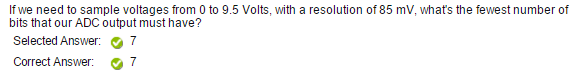 If we need to sample voltages from 0 to 9.5 Volts, with a resolution of 85 mV, what's the fewest number of
bits that our ADC output must have?
Selected Answer: 7
Correct Answer: 7